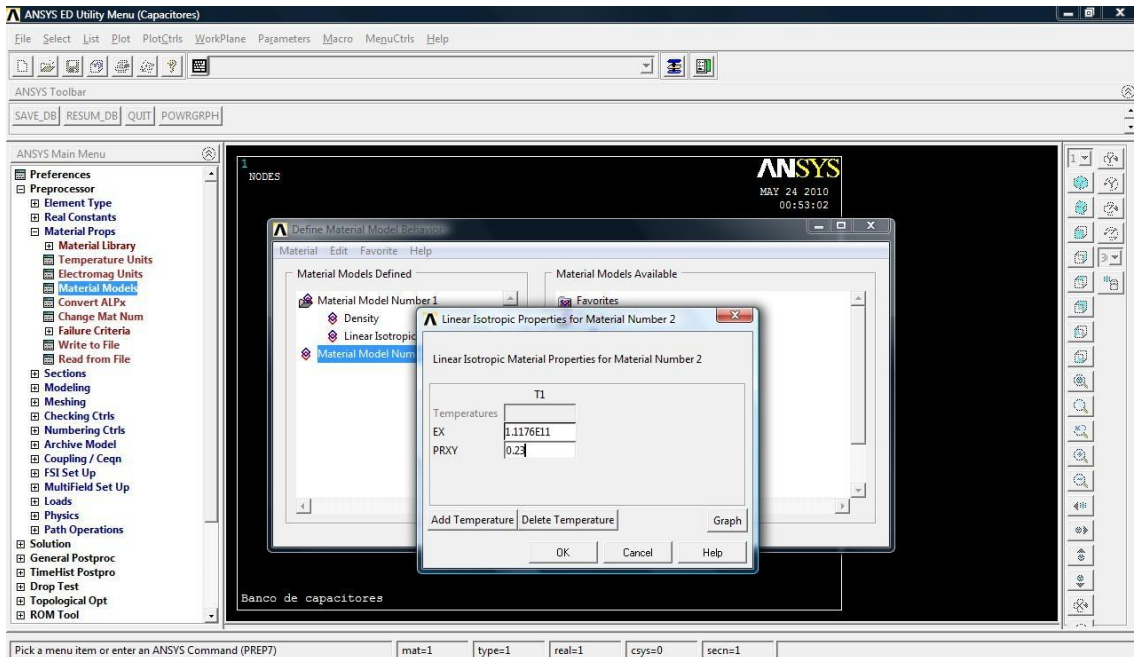 ANSYS ED Utility Menu (Capacitores)
File Select List Plot PlotCtrls WorkPlane Parameters Macro MenuCtrls Help
ANSYS Toolbar
SAVE_DB RESUM_DB QUIT POWRGRPH
ANSYS Main Menu
Preferences
Preprocessor
Element Type
Real Constants
Material Props
Material Library
Temperature Units
Electromag Units
Material Models
Convert ALPx
Change Mat Num
Failure Criteria
Write to File
Read from File
Sections
Modeling
Meshing
Checking Ctrls
Numbering Ctrls
Archive Model
Coupling / Ceqn
FSI Set Up
MultiField Set Up
Loads
Physics
Path Operations
Solution
General Postproc
TimeHist Postpro
Drop Test
Topological Opt
ROM Tool
1
NODES
ANSYS
MAY 24 2010
00:53:02
Define Material Model Behavior
Material Edit Favorite Help
Material Models Defined
Material Models Available
Material Model Number 1
Density
Linear Isotropic
Material Model Num
Favorites
Linear Isotropic Properties for Material Number 2
Linear Isotropic Material Properties for Material Number 2
T1
Temperatures
EX 1.1176E11
PRXY 0.23
Add Temperature Delete Temperature Graph
OK Cancel Help
Banco de capacitores
1
3
Pick a menu item or enter an ANSYS Command (PREP7) mat=1 type=1 real=1 csys=0 secn=1